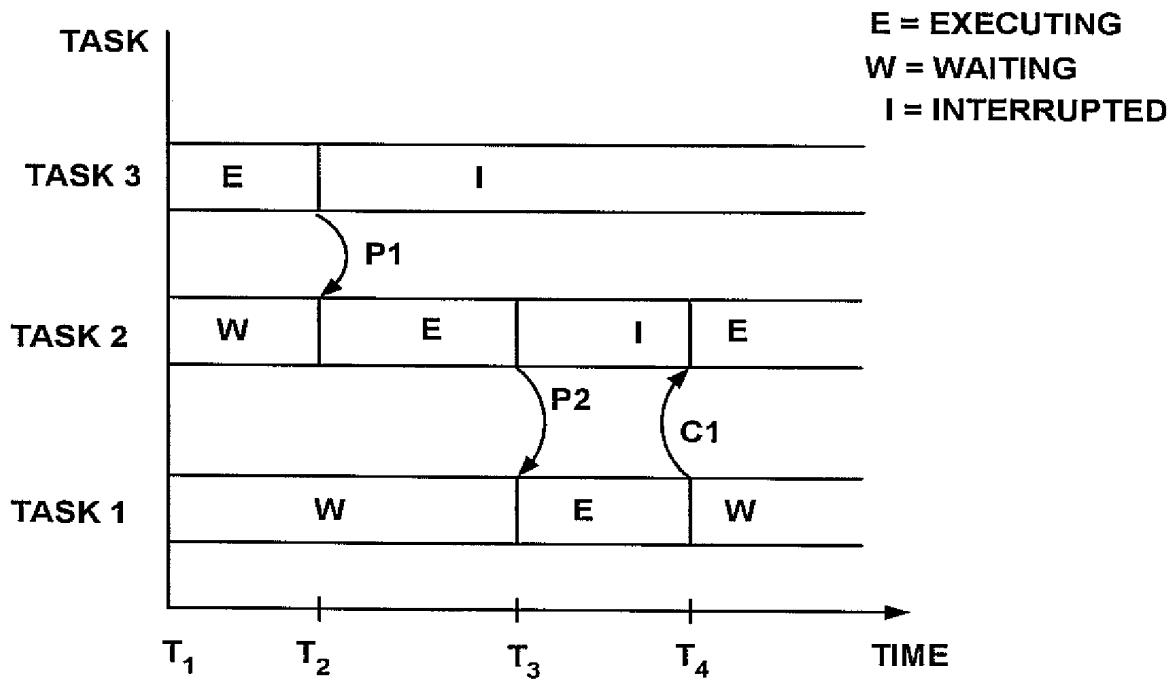 E = EXECUTING
TASK
W = WAITING
I = INTERRUPTED
TASK 3 E I
P1
TASK 2 W E I E
P2
C1
TASK 1 W E W
T1 T2 T3 T4 TIME